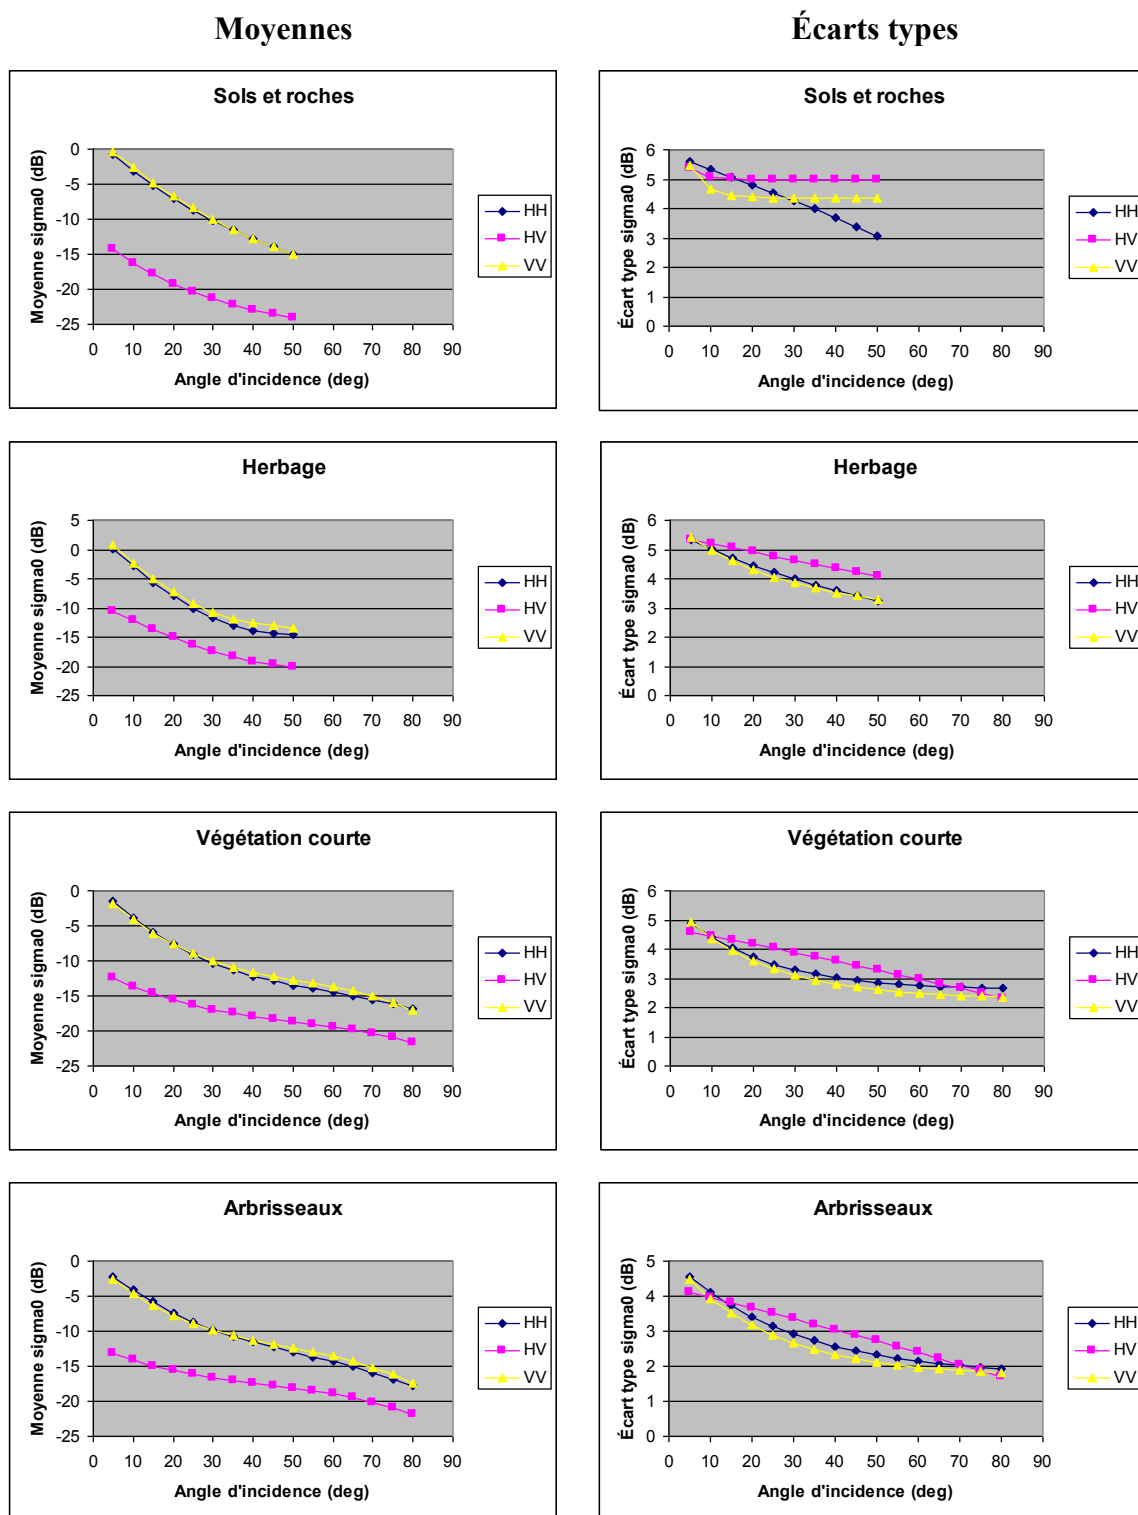 Moyennes
Écarts types
Sols et roches
Moyenne sigma0 (dB)
0
-5
-10
-15
-20
-25
0 10 20 30 40 50 60 70 80 90
Angle d'incidence (deg)
HH
HV
VV
Sols et roches
Écart type sigma0 (dB)
6
5
4
3
2
1
0
0 10 20 30 40 50 60 70 80 90
Angle d'incidence (deg)
HH
HV
VV
Herbage
Moyenne sigma0 (dB)
5
0
-5
-10
-15
-20
-25
0 10 20 30 40 50 60 70 80 90
Angle d'incidence (deg)
HH
HV
VV
Herbage
Écart type sigma0 (dB)
6
5
4
3
2
1
0
0 10 20 30 40 50 60 70 80 90
Angle d'incidence (deg)
HH
HV
VV
Végétation courte
Moyenne sigma0 (dB)
0
-5
-10
-15
-20
-25
0 10 20 30 40 50 60 70 80 90
Angle d'incidence (deg)
HH
HV
VV
Végétation courte
Écart type sigma0 (dB)
6
5
4
3
2
1
0
0 10 20 30 40 50 60 70 80 90
Angle d'incidence (deg)
HH
HV
VV
Arbrisseaux
Moyenne sigma0 (dB)
0
-5
-10
-15
-20
-25
0 10 20 30 40 50 60 70 80 90
Angle d'incidence (deg)
HH
HV
VV
Arbrisseaux
Écart type sigma0 (dB)
5
4
3
2
1
0
0 10 20 30 40 50 60 70 80 90
Angle d'incidence (deg)
HH
HV
VV